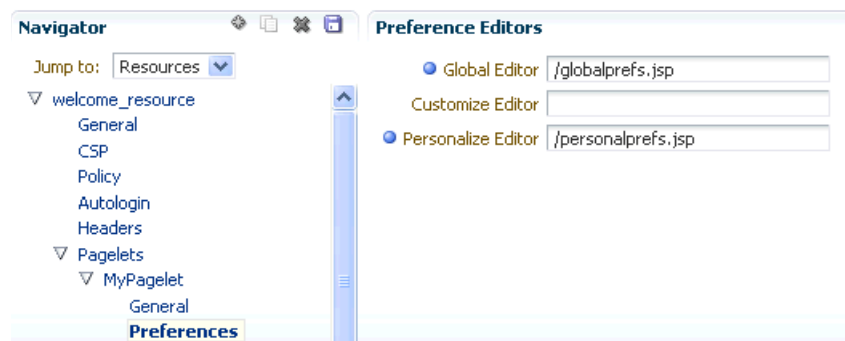 Navigator
Jump to: Resources
welcome_resource
General
CSP
Policy
Autologin
Headers
Pagelets
MyPagelet
General
Preferences
Preference Editors
Global Editor /globalprefs.jsp
Customize Editor
Personalize Editor /personalprefs.jsp